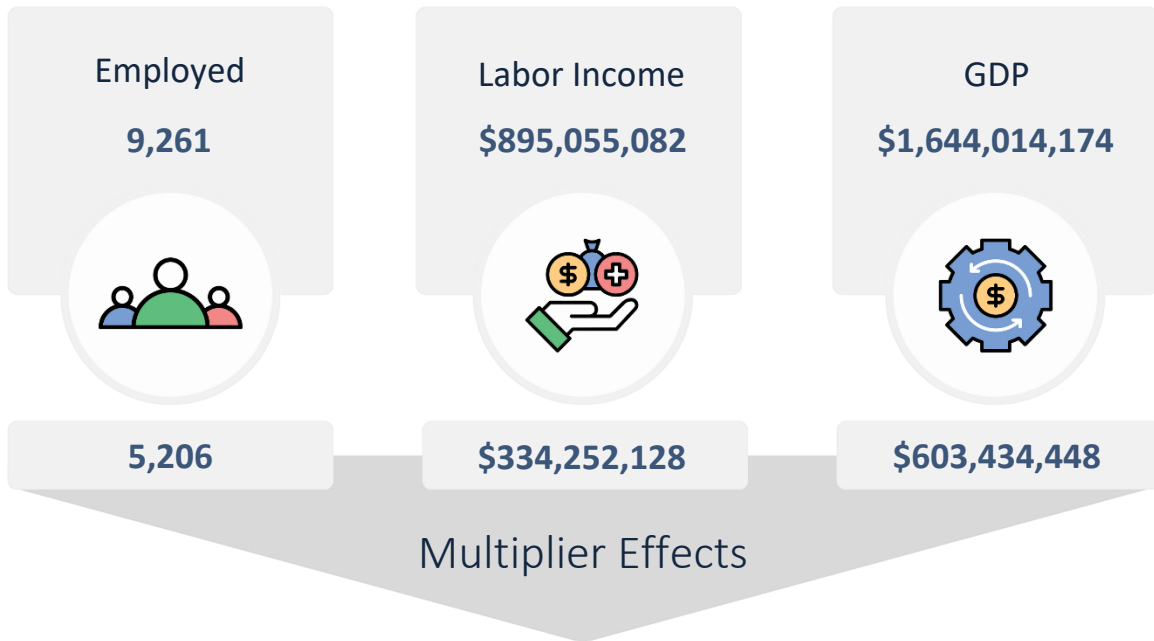 Employed
9,261
Labor Income
$895,055,082
GDP
$1,644,014,174
$
$
5,206
$334,252,128
$603,434,448
Multiplier Effects